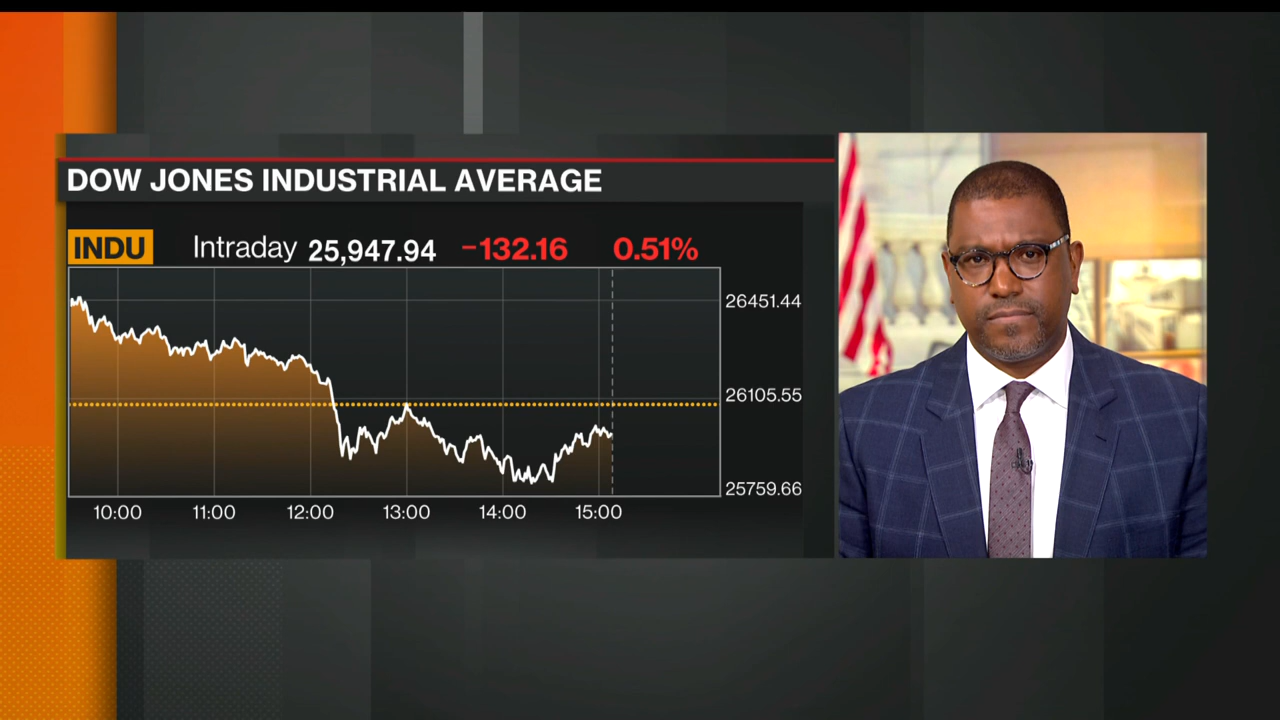 DOW JONES INDUSTRIAL AVERAGE
INDU Intraday 25,947.94 -132.16 0.51%
26451.44
26105.55
25759.66
10:00 11:00 12:00 13:00 14:00 15:00